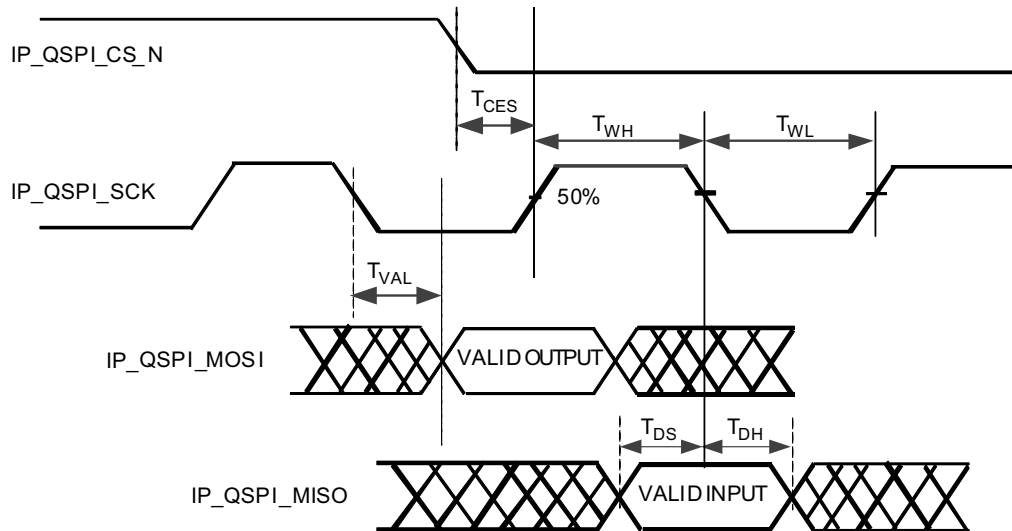 IP_QSPI_CS_N
TCES
TWH
TWL
IP_QSPI_SCK
50%
TVAL
IP_QSPI_MOSI
VALID OUTPUT
TDS
TDH
IP_QSPI_MISO
VALID INPUT